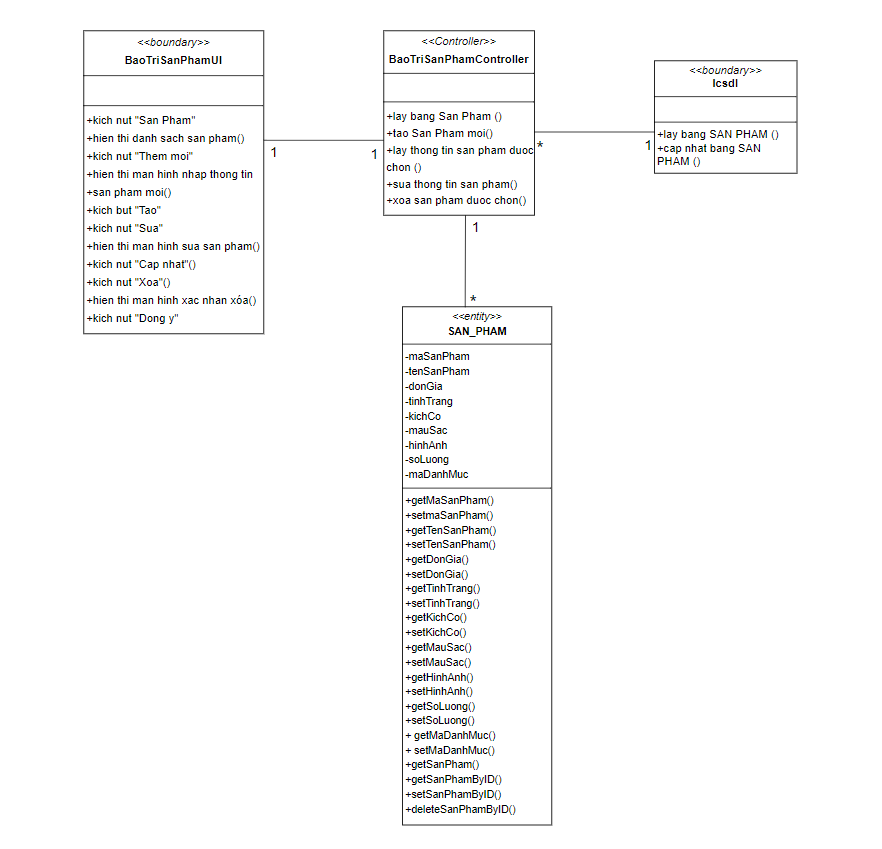 <<boundary>>
BaoTriSanPhamUI
+kich nut "San Pham"
+hien thi danh sach san pham()
+kich nut "Them moi"
+hien thi man hinh nhap thong tin
+san pham moi()
+kich but "Tao"
+kich nut "Sua"
+hien thi man hinh sua san pham()
+kich nut "Cap nhat"()
+kich nut "Xoa"()
+hien thi man hinh xac nhan xóa()
+kich nut "Dong y"
1
1
<<Controller>>
BaoTriSanPhamController
+lay bang San Pham ()
+tao San Pham moi()
+lay thong tin san pham duoc
chon ()
+sua thong tin san pham()
+xoa san pham duoc chon()
*
1
<<boundary>>
Icsdl
+lay bang SAN PHAM ()
+cap nhat bang SAN
PHAM ()
1
*
<<entity>>
SAN_PHAM
-maSanPham
-tenSanPham
-donGia
-tinhTrang
-kichCo
-mauSac
-hinhAnh
-soLuong
-maDanhMuc
+getMaSanPham()
+setmaSanPham()
+getTenSanPham()
+setTenSanPham()
+getDonGia()
+setDonGia()
+getTinhTrang()
+setTinhTrang()
+getKichCo()
+setKichCo()
+getMauSac()
+setMauSac()
+getHinhAnh()
+setHinhAnh()
+getSoLuong()
+setSoLuong()
+ getMaDanhMuc()
+ setMaDanhMuc()
+getSanPham()
+getSanPhamByID()
+setSanPhamByID()
+deleteSanPhamByID()